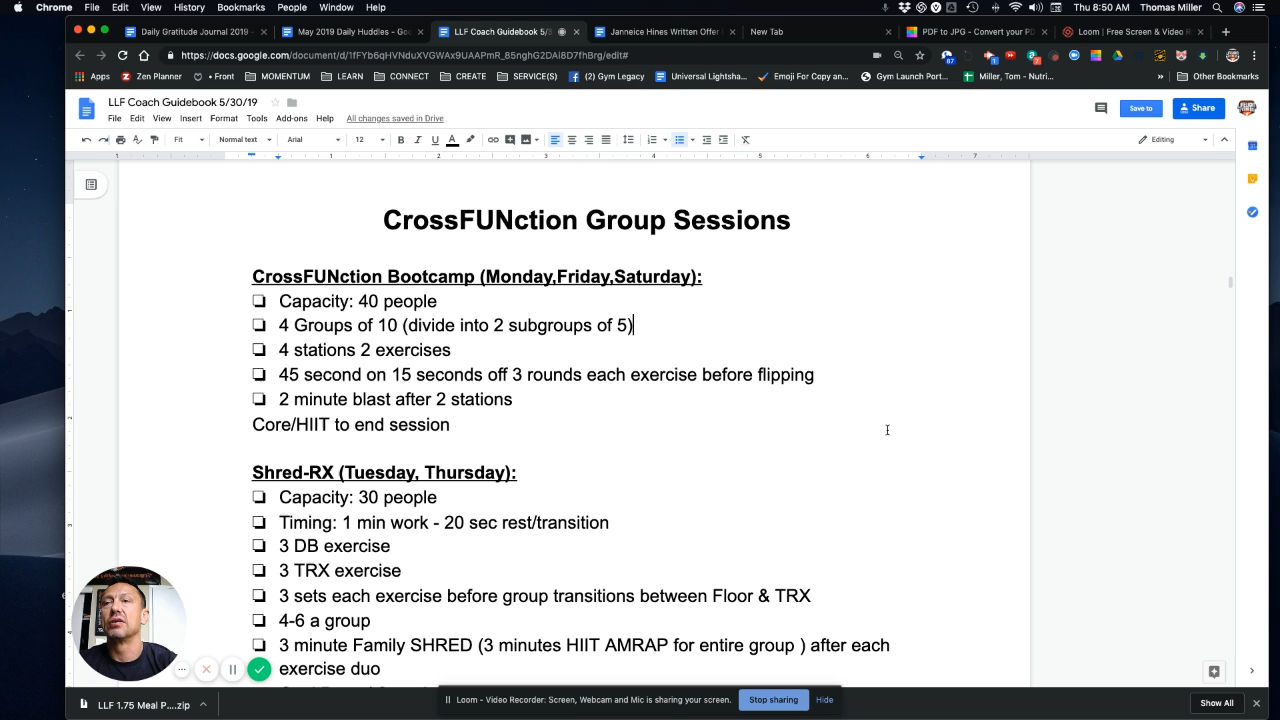 Chrome File Edit View History Bookmarks People Window Help Thu 8:50 AM Thomas Miller
Daily Gratitude Journal 2019 - May 2019 Daily Huddles - Goo LLF Coach Guidebook 5/3 Janneice Hines Written Offer New Tab PDF to JPG - Convert your PD Loom | Free Screen & Video R
https://docs.google.com/document/d/1fFYb6qHVNduXVGWAx9UAAPmR_85nghG2DAi8D7fhBrg/edit#
Apps Zen Planner • Front MOMENTUM LEARN CONNECT CREATE SERVICE(S) (2) Gym Legacy Universal Lightsha... Emoji For Copy an... Gym Launch Port... Miller, Tom - Nutri... » Other Bookmarks
LLF Coach Guidebook 5/30/19
File Edit View Insert Format Tools Add-ons Help All changes saved in Drive
Save to Share
Fit Normal text Arial 12 Editing
1 1 2 3 4 5 6 7
CrossFUNction Group Sessions
CrossFUNction Bootcamp (Monday,Friday,Saturday):
Capacity: 40 people
4 Groups of 10 (divide into 2 subgroups of 5)
4 stations 2 exercises
45 second on 15 seconds off 3 rounds each exercise before flipping
2 minute blast after 2 stations
Core/HIIT to end session
Shred-RX (Tuesday, Thursday):
Capacity: 30 people
Timing: 1 min work - 20 sec rest/transition
3 DB exercise
3 TRX exercise
3 sets each exercise before group transitions between Floor & TRX
4-6 a group
3 minute Family SHRED (3 minutes HIIT AMRAP for entire group ) after each
exercise duo
LLF 1.75 Meal P....zip
Loom - Video Recorder: Screen, Webcam and Mic is sharing your screen. Stop sharing Hide
Show All